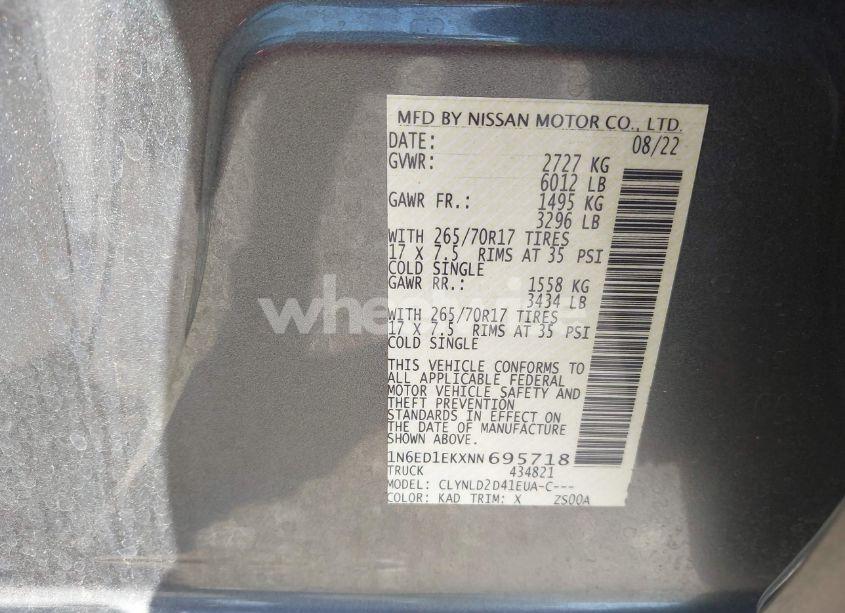 MFD BY NISSAN MOTOR CO., LTD.
DATE: 08/22
GVWR: 2727 KG
6012 LB
GAWR FR.: 1495 KG
3296 LB
WITH 265/70R17 TIRES
17 X 7.5 RIMS AT 35 PSI
COLD SINGLE
GAWR RR.: 1558 KG
3434 LB
WITH 265/70R17 TIRES
17 X 7.5 RIMS AT 35 PSI
COLD SINGLE
THIS VEHICLE CONFORMS TO
ALL APPLICABLE FEDERAL
MOTOR VEHICLE SAFETY AND
THEFT PREVENTION
STANDARDS IN EFFECT ON
THE DATE OF MANUFACTURE
SHOWN ABOVE.
1N6ED1EKXNN695718
TRUCK 434821
MODEL: CLYNLD2D41EUA-C---
COLOR: KAD TRIM: X ZS00A